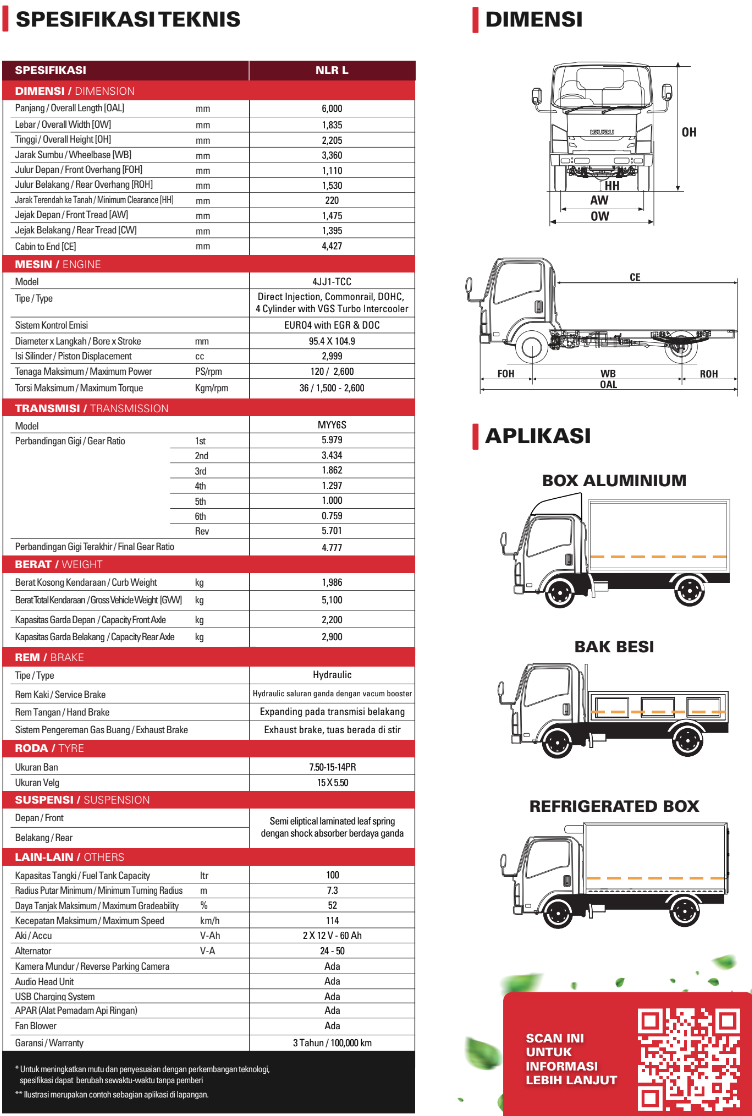 SPESIFIKASI TEKNIS
SPESIFIKASI NLR L
DIMENSI / DIMENSION
Panjang / Overall Length [OAL] mm 6,000
Lebar / Overall Width [OW] mm 1,835
Tinggi / Overall Height [OH] mm 2,205
Jarak Sumbu / Wheelbase [WB] mm 3,360
Julur Depan / Front Overhang [FOH] mm 1,110
Julur Belakang / Rear Overhang [ROH] mm 1,530
Jarak Terendah ke Tanah / Minimum Clearance [HH] mm 220
Jejak Depan / Front Tread [AW] mm 1,475
Jejak Belakang / Rear Tread [CW] mm 1,395
Cabin to End [CE] mm 4,427
MESIN / ENGINE
Model 4JJ1-TCC
Tipe / Type Direct Injection, Commonrail, DOHC,
4 Cylinder with VGS Turbo Intercooler
Sistem Kontrol Emisi EURO4 with EGR & DOC
Diameter x Langkah / Bore x Stroke mm 95.4 X 104.9
Isi Silinder / Piston Displacement cc 2,999
Tenaga Maksimum / Maximum Power PS/rpm 120 / 2,600
Torsi Maksimum / Maximum Torque Kgm/rpm 36 / 1,500 - 2,600
TRANSMISI / TRANSMISSION
Model MYY6S
Perbandingan Gigi / Gear Ratio 1st 5.979
2nd 3.434
3rd 1.862
4th 1.297
5th 1.000
6th 0.759
Rev 5.701
Perbandingan Gigi Terakhir / Final Gear Ratio 4.777
BERAT / WEIGHT
Berat Kosong Kendaraan / Curb Weight kg 1,986
Berat Total Kendaraan / Gross Vehicle Weight [GVW] kg 5,100
Kapasitas Garda Depan / Capacity Front Axle kg 2,200
Kapasitas Garda Belakang / Capacity Rear Axle kg 2,900
REM / BRAKE
Tipe / Type Hydraulic
Rem Kaki / Service Brake Hydraulic saluran ganda dengan vacum booster
Rem Tangan / Hand Brake Expanding pada transmisi belakang
Sistem Pengereman Gas Buang / Exhaust Brake Exhaust brake, tuas berada di stir
RODA / TYRE
Ukuran Ban 7.50-15-14PR
Ukuran Velg 15 X 5.50
SUSPENSI / SUSPENSION
Depan / Front Semi eliptical laminated leaf spring
Belakang / Rear dengan shock absorber berdaya ganda
LAIN-LAIN / OTHERS
Kapasitas Tangki / Fuel Tank Capacity ltr 100
Radius Putar Minimum / Minimum Turning Radius m 7.3
Daya Tanjak Maksimum / Maximum Gradeability % 52
Kecepatan Maksimum / Maximum Speed km/h 114
Aki / Accu V-Ah 2 X 12 V - 60 Ah
Alternator V-A 24 - 50
Kamera Mundur / Reverse Parking Camera Ada
Audio Head Unit Ada
USB Charging System Ada
APAR (Alat Pemadam Api Ringan) Ada
Fan Blower Ada
Garansi / Warranty 3 Tahun / 100,000 km
* Untuk meningkatkan mutu dan penyesuaian dengan perkembangan teknologi,
spesifikasi dapat berubah sewaktu-waktu tanpa pemberi
** Ilustrasi merupakan contoh sebagian aplikasi di lapangan.
DIMENSI
ISUZU
OH
HH
AW
OW
CE
FOH WB ROH
OAL
APLIKASI
BOX ALUMINIUM
BAK BESI
REFRIGERATED BOX
SCAN INI
UNTUK
INFORMASI
LEBIH LANJUT